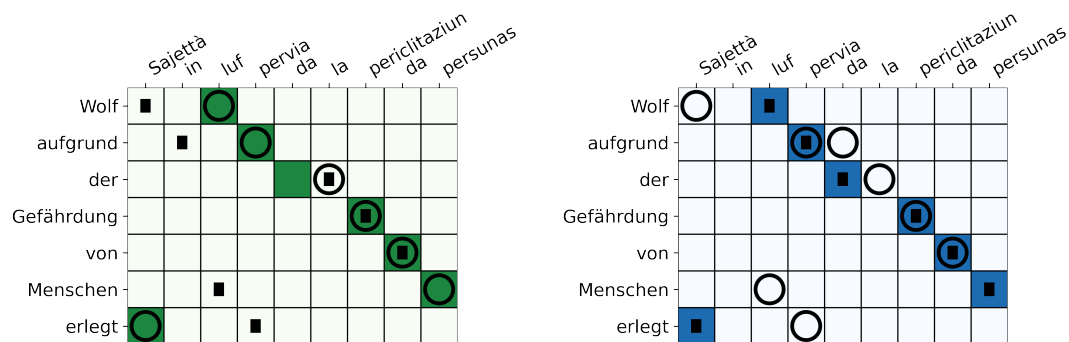 Sajettà in luf pervia da la periclitaziun da persunas
Wolf
aufgrund
der
Gefährdung
von
Menschen
erlegt
Sajettà in luf pervia da la periclitaziun da persunas
Wolf
aufgrund
der
Gefährdung
von
Menschen
erlegt